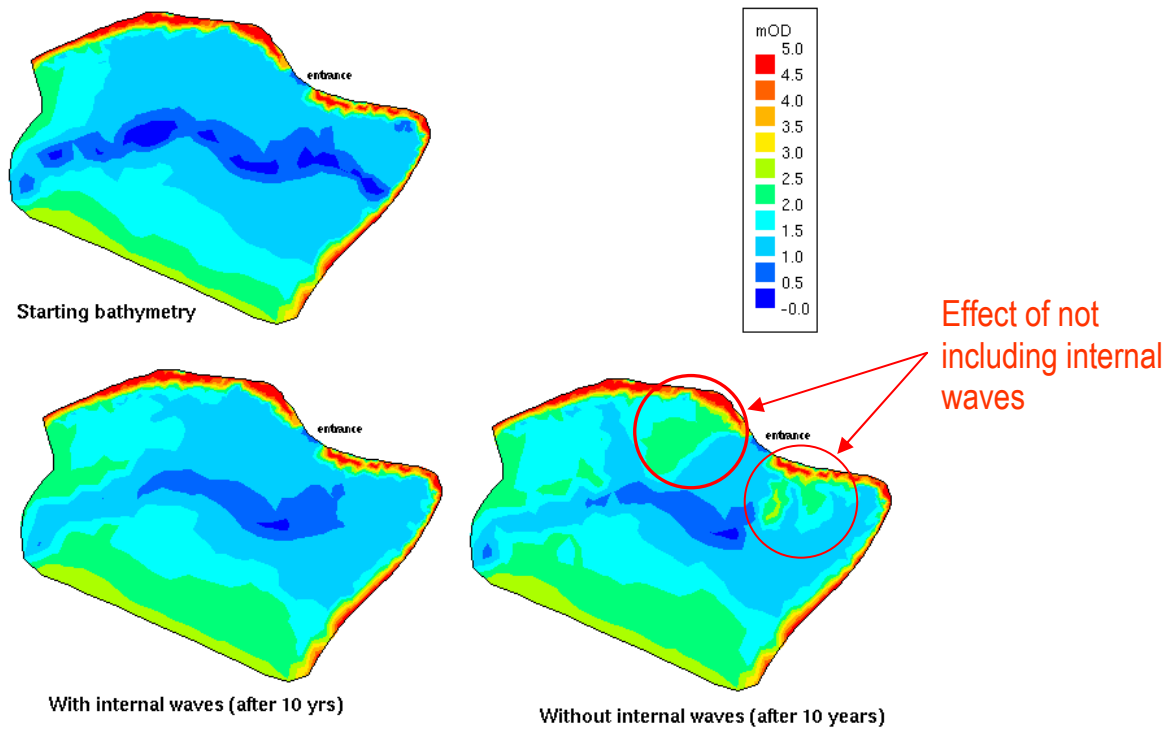 mOD
5.0
4.5
4.0
3.5
3.0
2.5
2.0
1.5
1.0
0.5
-0.0
entrance
Starting bathymetry
Effect of not
including internal
waves
entrance
entrance
With internal waves (after 10 yrs)
Without internal waves (after 10 years)